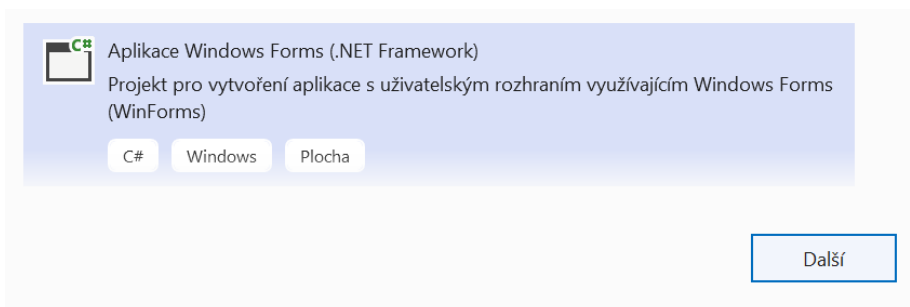 C#
Aplikace Windows Forms (.NET Framework)
Projekt pro vytvoření aplikace s uživatelským rozhraním využívajícím Windows Forms
(WinForms)
C# Windows Plocha
Další